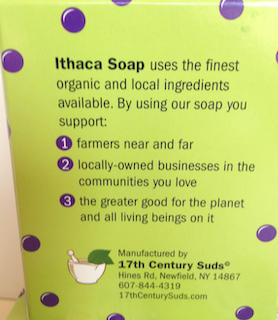 Ithaca Soap uses the finest
organic and local ingredients
available. By using our soap you
support:
1 farmers near and far
2 locally-owned businesses in the
communities you love
3 the greater good for the planet
and all living beings on it
Manufactured by
17th Century Suds®
Hines Rd, Newfield, NY 14867
607-844-4319
17thCenturySuds.com